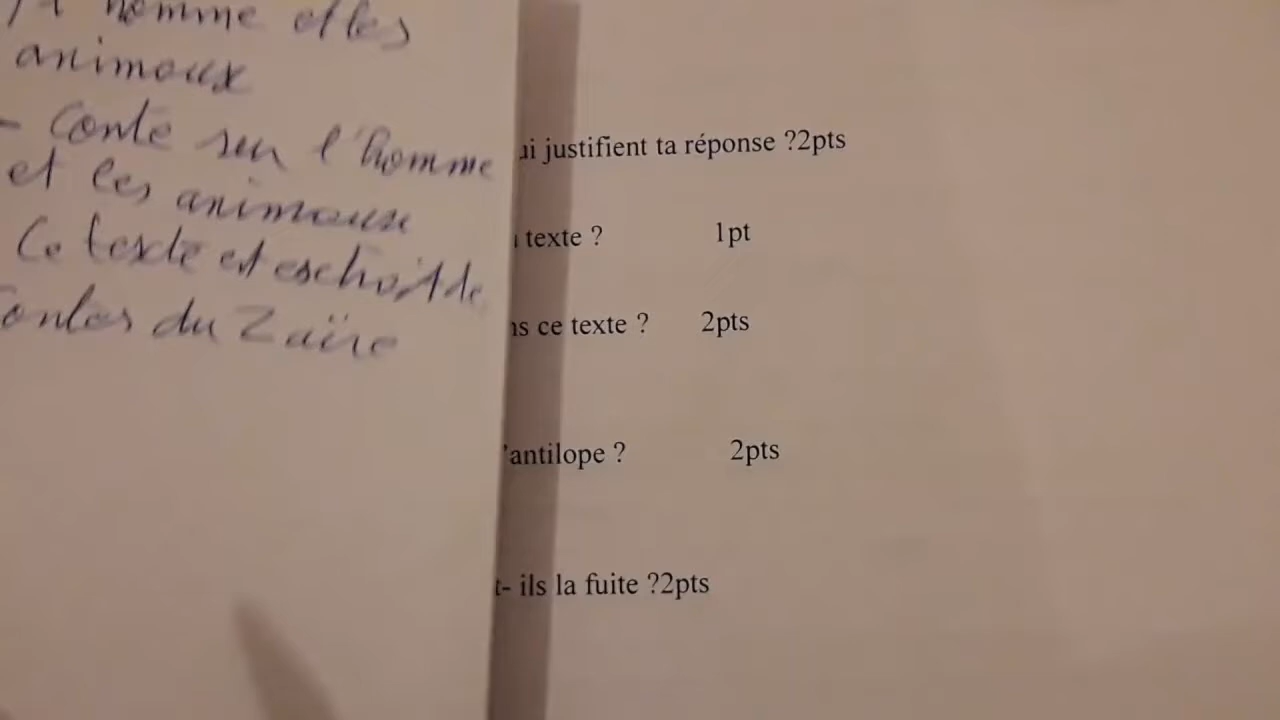 l'homme et les
animaux
- Conte sur l'homme
et les animaux
Ce texte est extrait de
Contes du Zaïre
ui justifient ta réponse ?2pts
texte ? 1pt
ns ce texte ? 2pts
'antilope ? 2pts
t- ils la fuite ?2pts